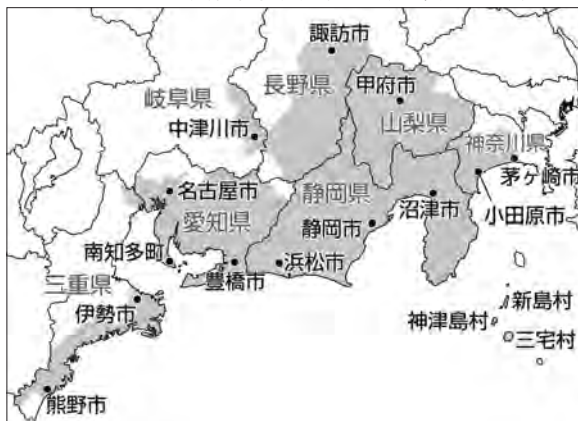 諏訪市
長野県
甲府市
岐阜県
山梨県
中津川市
神奈川県
茅ヶ崎市
名古屋市
静岡県
沼津市
小田原市
愛知県
静岡市
南知多町
豊橋市
浜松市
三重県
伊勢市
新島村
神津島村
三宅村
熊野市